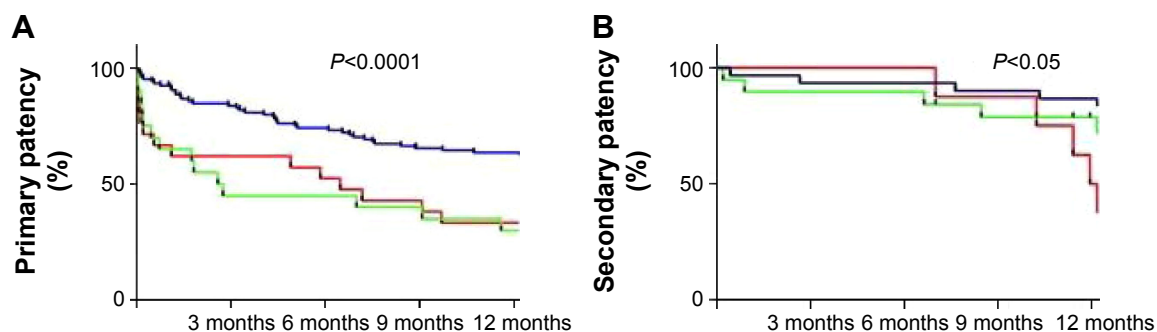 A
Primary patency
(%)
P<0.0001
100
50
0
3 months 6 months 9 months 12 months
B
Secondary patency
(%)
P<0.05
100
50
0
3 months 6 months 9 months 12 months